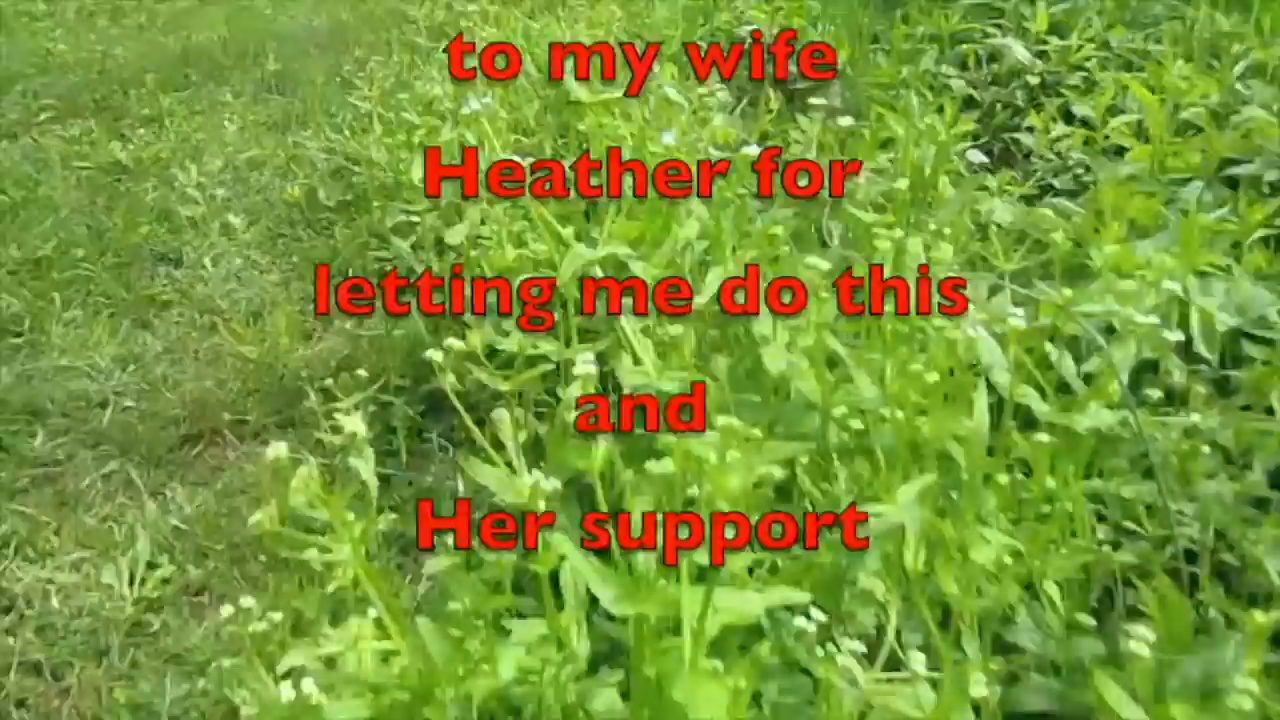 to my wife
Heather for
letting me do this
and
Her support